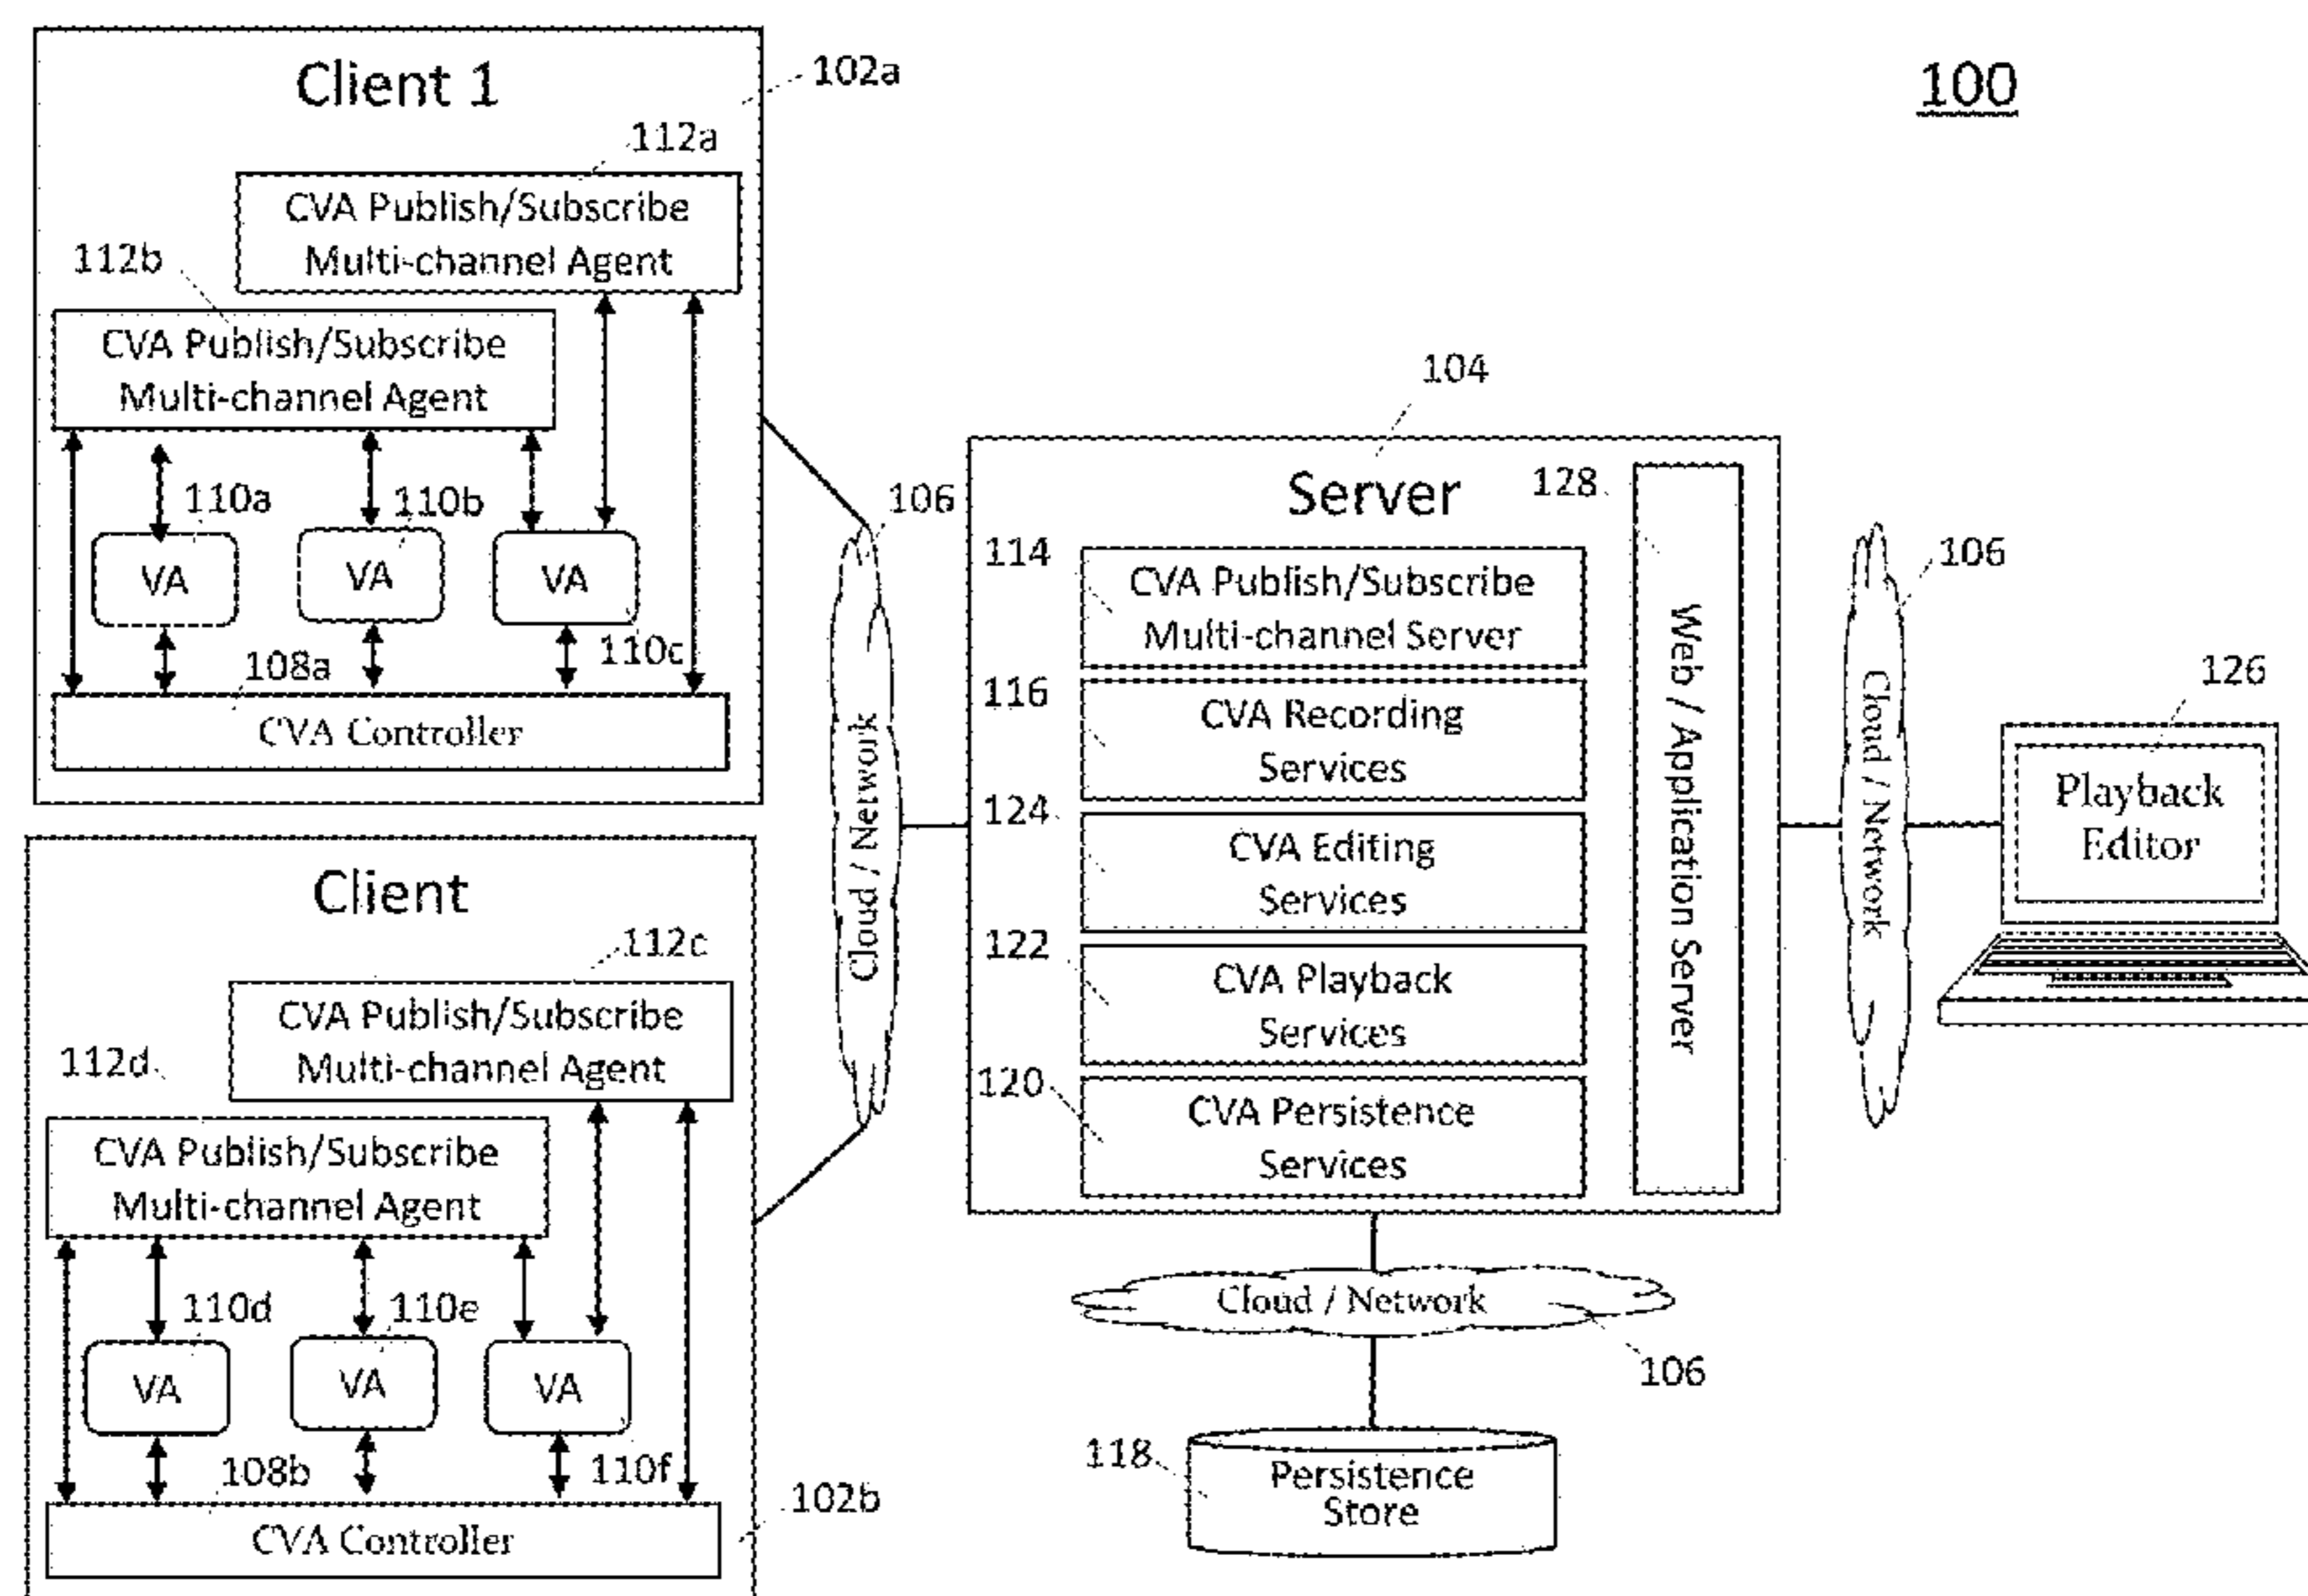 100
Client 1
102a
112a
CVA Publish/Subscribe
Multi-channel Agent
112b
CVA Publish/Subscribe
Multi-channel Agent
110a
110b
VA
VA
VA
110c
108a
CVA Controller
Client
112c
CVA Publish/Subscribe
Multi-channel Agent
112d
CVA Publish/Subscribe
Multi-channel Agent
110d
110e
VA
VA
VA
110f
108b
102b
CVA Controller
106
Cloud / Network
104
Server
128
114
CVA Publish/Subscribe
Multi-channel Server
116
CVA Recording
Services
124
CVA Editing
Services
122
CVA Playback
Services
120
CVA Persistence
Services
Web / Application Server
106
Cloud / Network
126
Playback
Editor
Cloud / Network
106
118
Persistence
Store